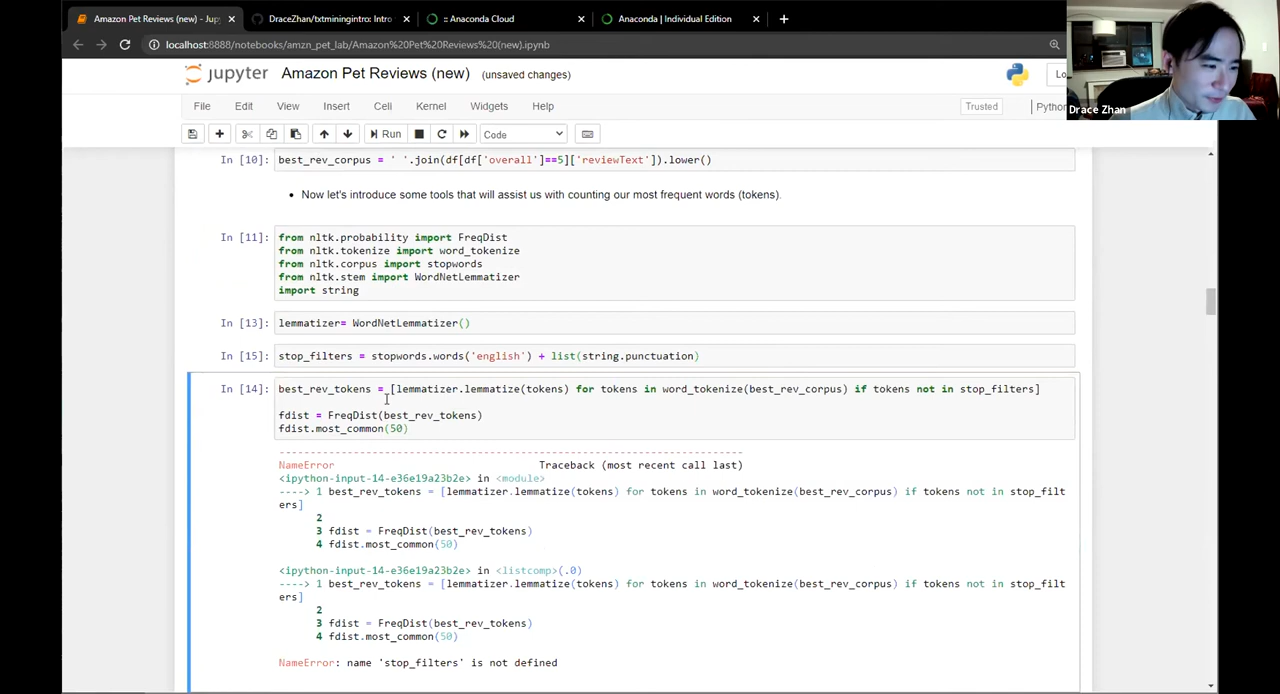 Amazon Pet Reviews (new) - Jup
DraceZhan/txtminingintro: Intro
:: Anaconda Cloud
Anaconda | Individual Edition
localhost:8888/notebooks/amzn_pet_lab/Amazon%20Pet%20Reviews%20(new).ipynb
jupyter Amazon Pet Reviews (new) (unsaved changes)
Lo
Drace Zhan
File Edit View Insert Cell Kernel Widgets Help
Trusted
Python
Run
Code
In [10]: best_rev_corpus = ' '.join(df[df['overall']==5]['reviewText']).lower()
• Now let's introduce some tools that will assist us with counting our most frequent words (tokens).
In [11]: from nltk.probability import FreqDist
from nltk.tokenize import word_tokenize
from nltk.corpus import stopwords
from nltk.stem import WordNetLemmatizer
import string
In [13]: lemmatizer= WordNetLemmatizer()
In [15]: stop_filters = stopwords.words('english') + list(string.punctuation)
In [14]: best_rev_tokens = [lemmatizer.lemmatize(tokens) for tokens in word_tokenize(best_rev_corpus) if tokens not in stop_filters]
fdist = FreqDist(best_rev_tokens)
fdist.most_common(50)
---------------------------------------------------------------------------
NameError Traceback (most recent call last)
<ipython-input-14-e36e19a23b2e> in <module>
----> 1 best_rev_tokens = [lemmatizer.lemmatize(tokens) for tokens in word_tokenize(best_rev_corpus) if tokens not in stop_filt
ers]
2
3 fdist = FreqDist(best_rev_tokens)
4 fdist.most_common(50)
<ipython-input-14-e36e19a23b2e> in <listcomp>(.0)
----> 1 best_rev_tokens = [lemmatizer.lemmatize(tokens) for tokens in word_tokenize(best_rev_corpus) if tokens not in stop_filt
ers]
2
3 fdist = FreqDist(best_rev_tokens)
4 fdist.most_common(50)
NameError: name 'stop_filters' is not defined